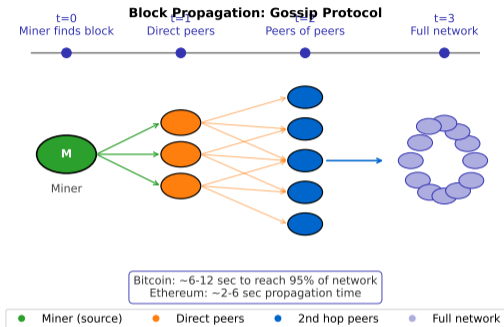 Block Propagation: Gossip Protocol
t=0
t=1
t=2
t=3
Miner finds block
Direct peers
Peers of peers
Full network
M
Miner
Bitcoin: ~6-12 sec to reach 95% of network
Ethereum: ~2-6 sec propagation time
Miner (source)
Direct peers
2nd hop peers
Full network